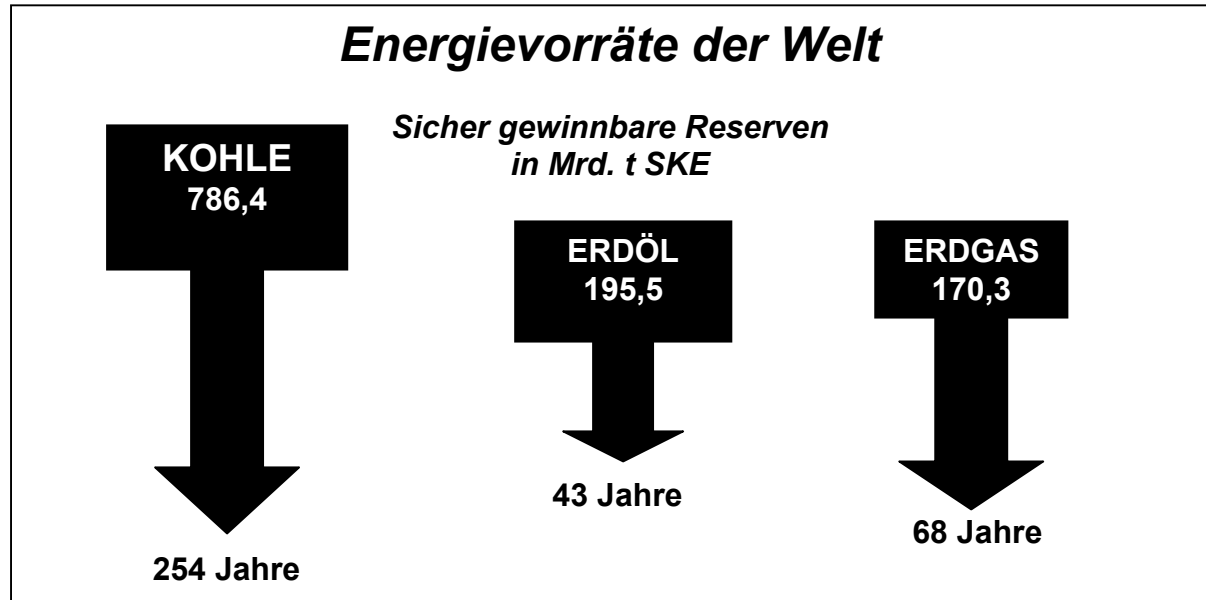 Energievorräte der Welt
Sicher gewinnbare Reserven
in Mrd. t SKE
KOHLE
786,4
254 Jahre
ERDÖL
195,5
43 Jahre
ERDGAS
170,3
68 Jahre